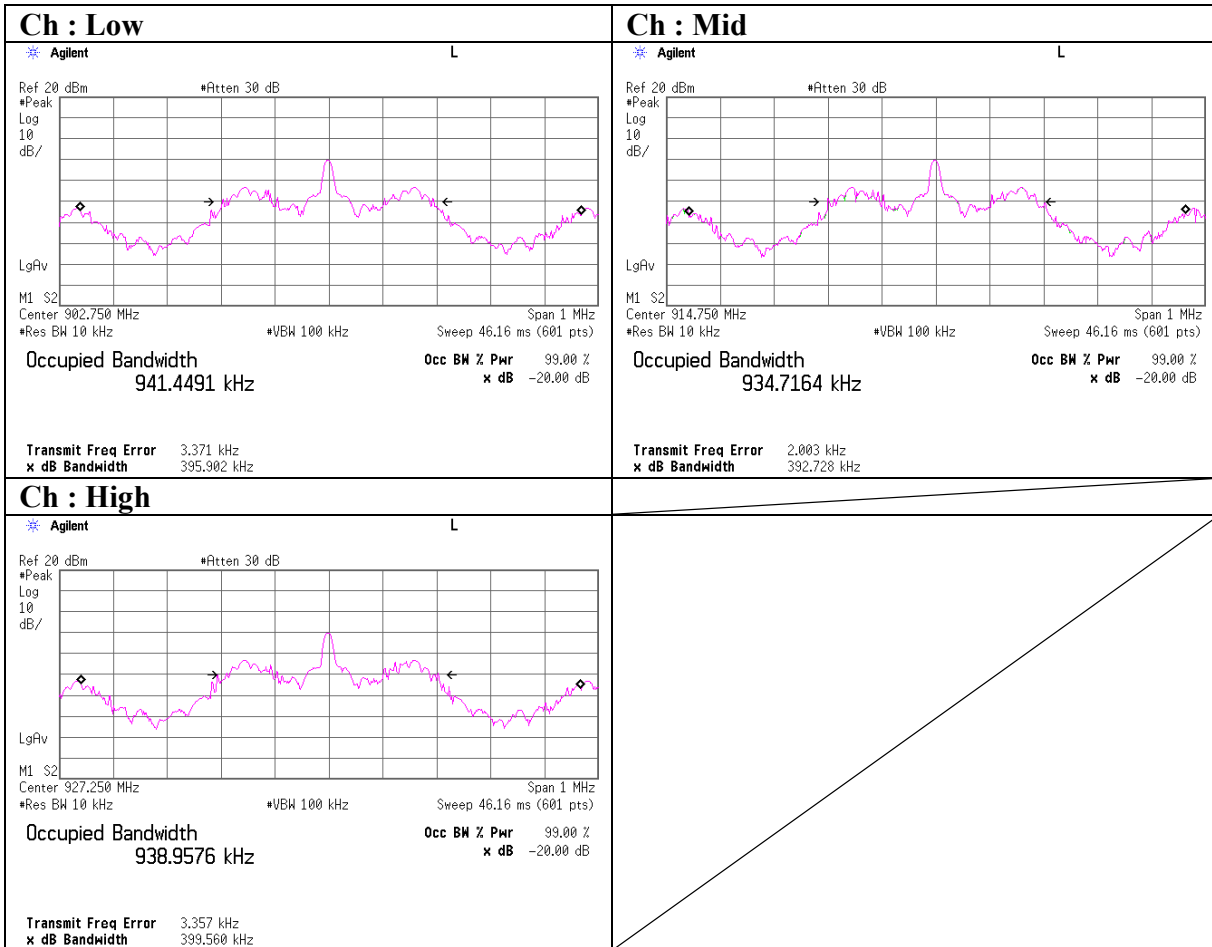 Ch : Low
Agilent L
Ref 20 dBm #Atten 30 dB
#Peak
Log
10
dB/
LgAv
M1 S2
Center 902.750 MHz Span 1 MHz
#Res BW 10 kHz #VBW 100 kHz Sweep 46.16 ms (601 pts)
Occupied Bandwidth Occ BW % Pwr 99.00 %
941.4491 kHz x dB -20.00 dB
Transmit Freq Error 3.371 kHz
x dB Bandwidth 395.902 kHz
Ch : Mid
Agilent L
Ref 20 dBm #Atten 30 dB
#Peak
Log
10
dB/
LgAv
M1 S2
Center 914.750 MHz Span 1 MHz
#Res BW 10 kHz #VBW 100 kHz Sweep 46.16 ms (601 pts)
Occupied Bandwidth Occ BW % Pwr 99.00 %
934.7164 kHz x dB -20.00 dB
Transmit Freq Error 2.003 kHz
x dB Bandwidth 392.728 kHz
Ch : High
Agilent L
Ref 20 dBm #Atten 30 dB
#Peak
Log
10
dB/
LgAv
M1 S2
Center 927.250 MHz Span 1 MHz
#Res BW 10 kHz #VBW 100 kHz Sweep 46.16 ms (601 pts)
Occupied Bandwidth Occ BW % Pwr 99.00 %
938.9576 kHz x dB -20.00 dB
Transmit Freq Error 3.357 kHz
x dB Bandwidth 399.560 kHz